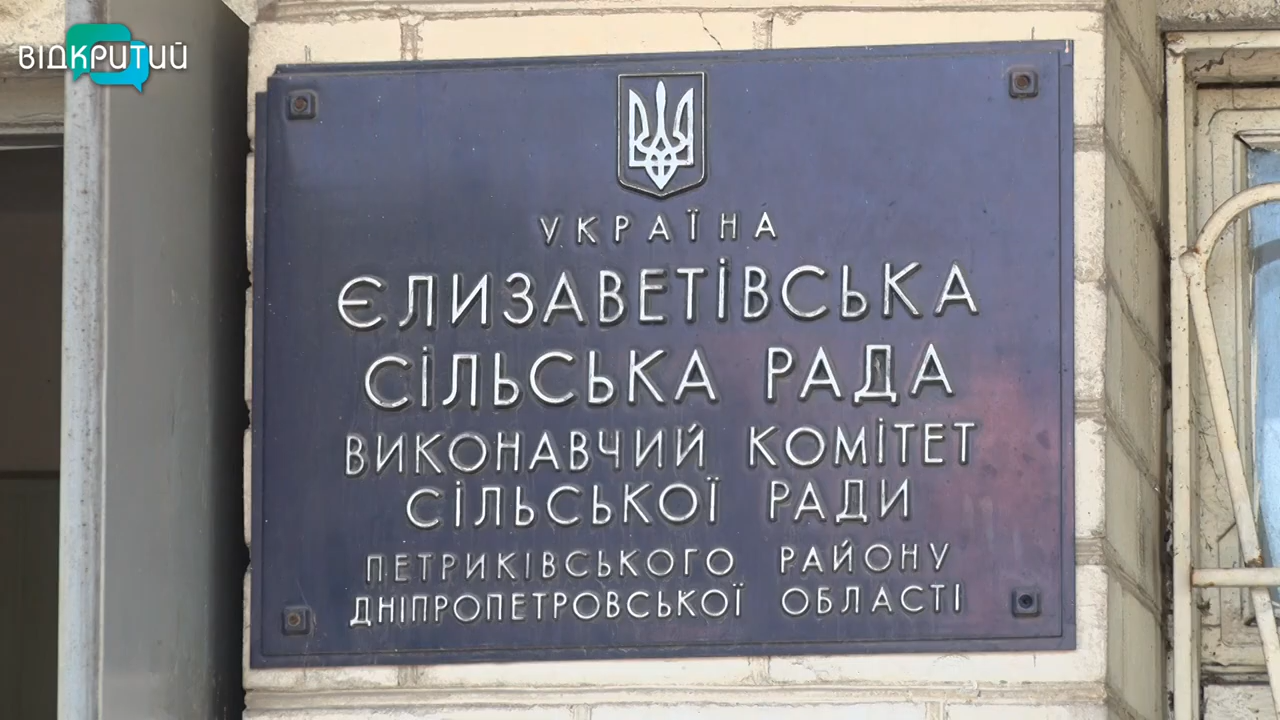 ВІДКРИТИЙ
УКРАЇНА
ЄЛИЗАВЕТІВСЬКА
СІЛЬСЬКА РАДА
ВИКОНАВЧИЙ КОМІТЕТ
СІЛЬСЬКОЇ РАДИ
ПЕТРИКІВСЬКОГО РАЙОНУ
ДНІПРОПЕТРОВСЬКОЇ ОБЛАСТІ